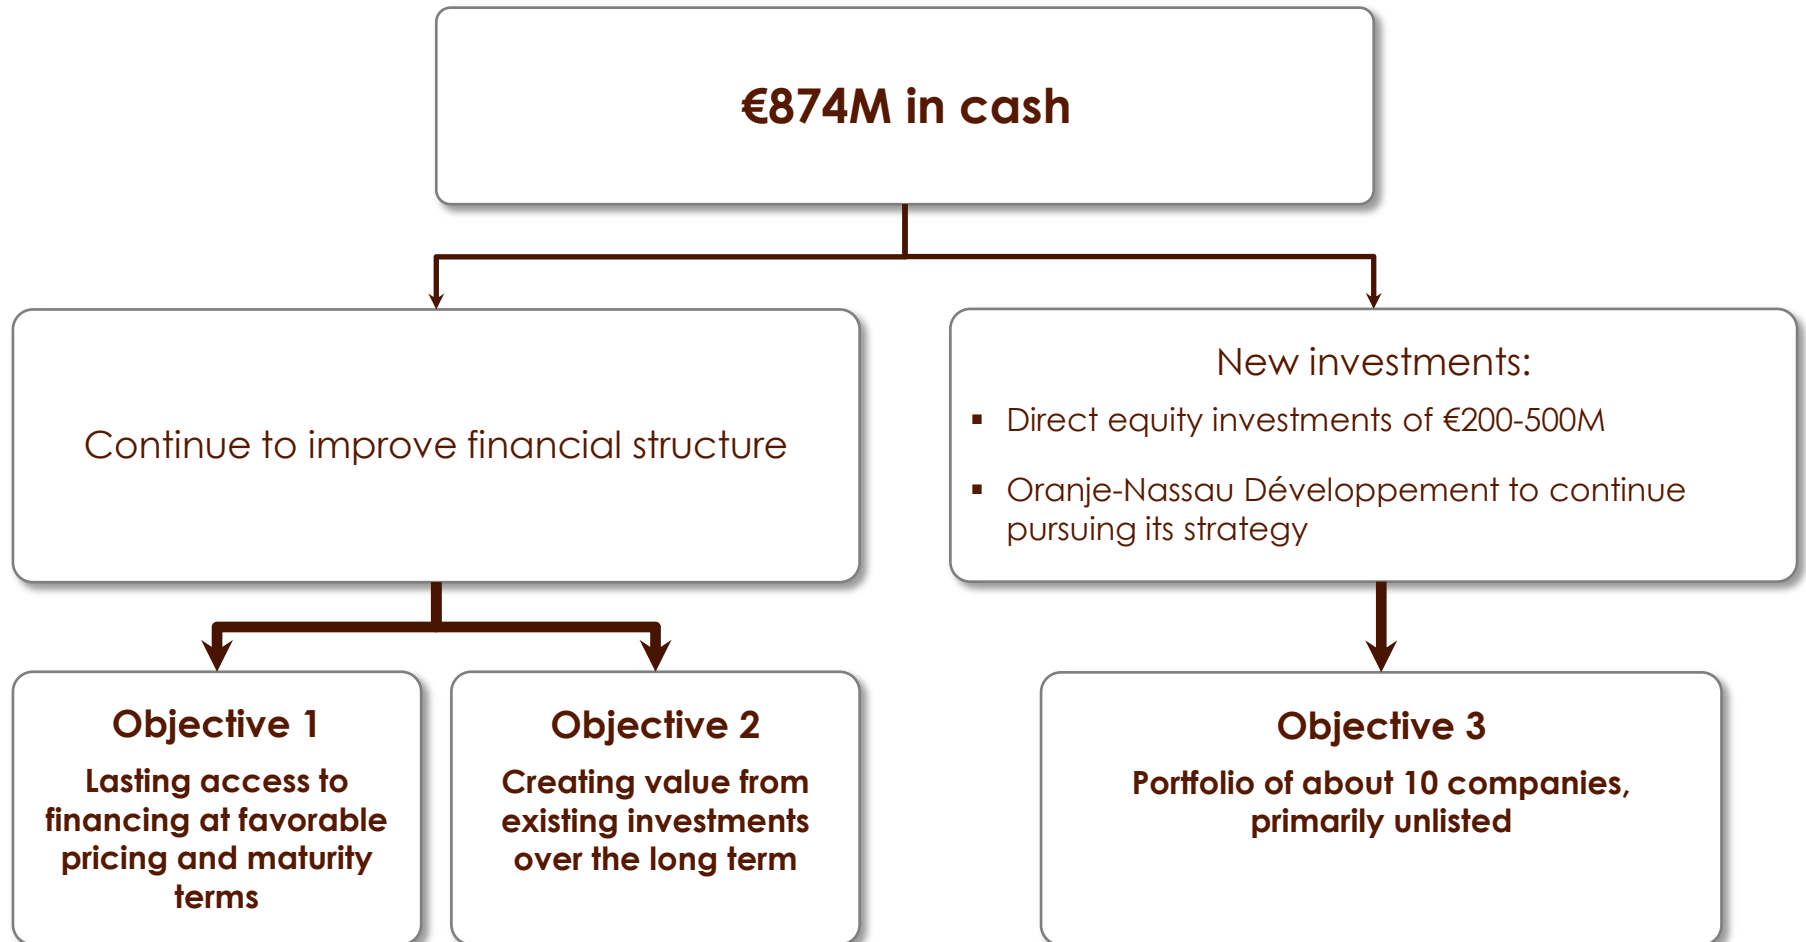 €874M in cash
Continue to improve financial structure
New investments:
▪ Direct equity investments of €200-500M
▪ Oranje-Nassau Développement to continue
pursuing its strategy
Objective 1
Lasting access to
financing at favorable
pricing and maturity
terms
Objective 2
Creating value from
existing investments
over the long term
Objective 3
Portfolio of about 10 companies,
primarily unlisted